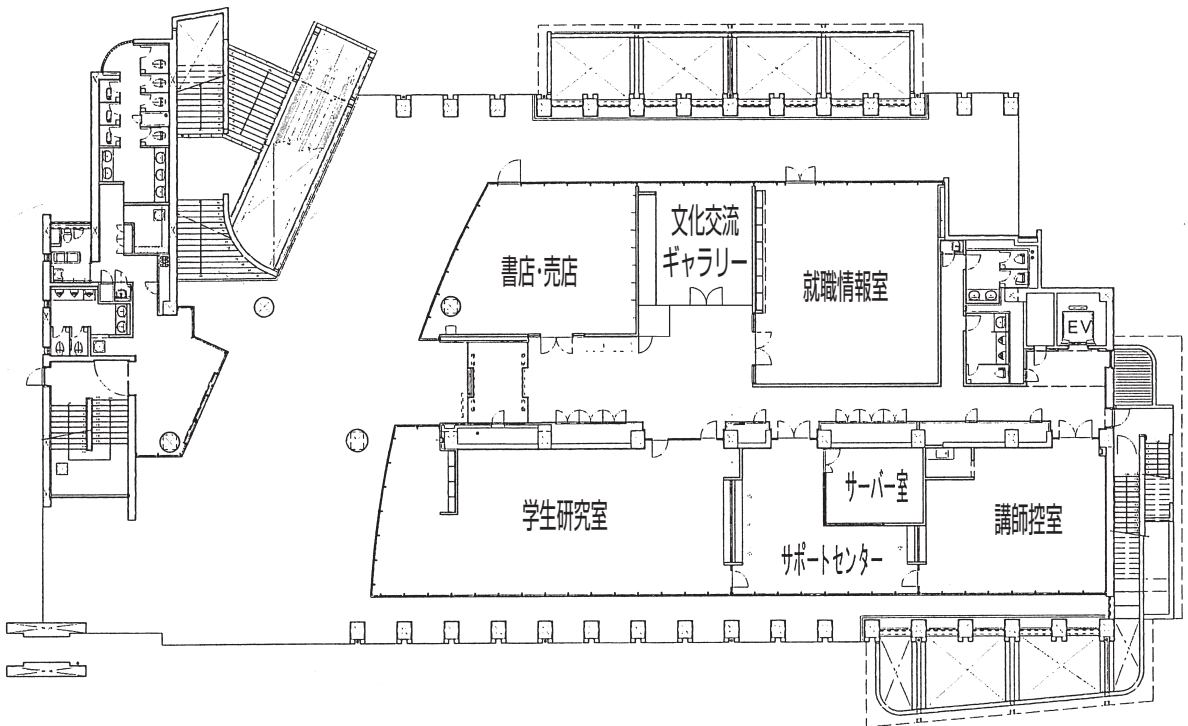 文化交流
ギャラリー
書店・売店
就職情報室
EV
サーバー室
学生研究室
講師控室
サポートセンター